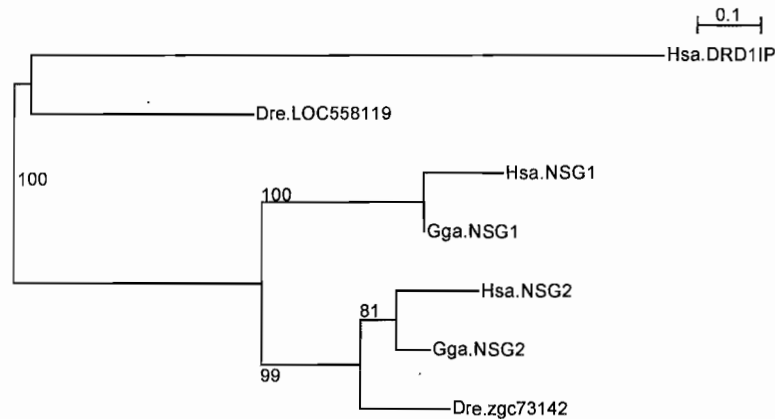 0.1
Hsa.DRD1IP
Dre.LOC558119
100
Hsa.NSG1
100
Gga.NSG1
Hsa.NSG2
81
Gga.NSG2
99
Dre.zgc73142